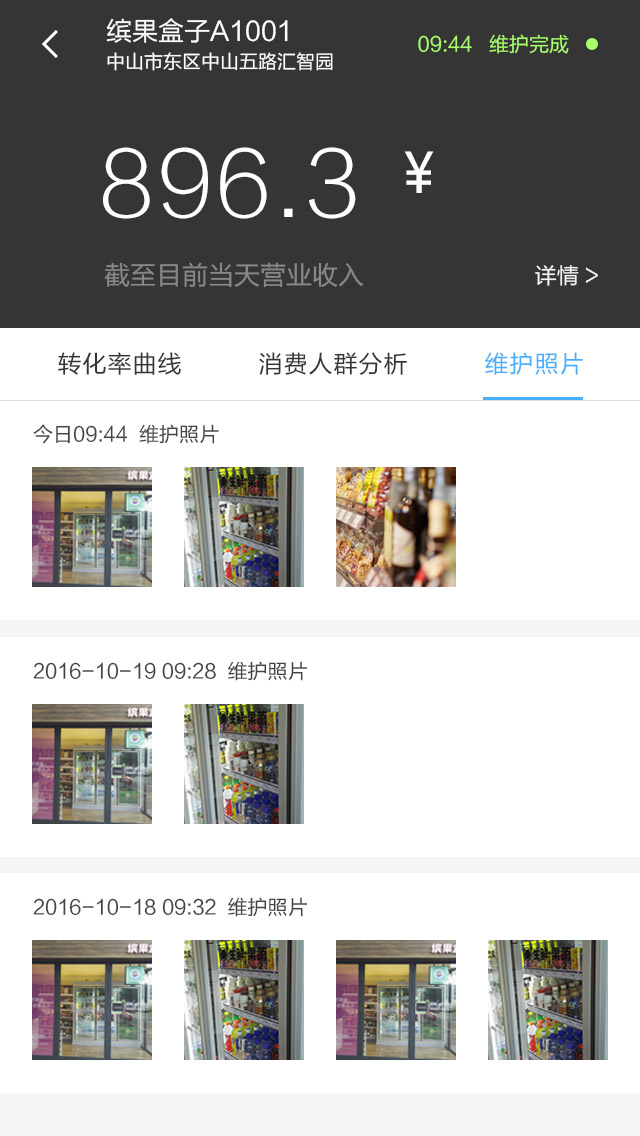 缤果盒子A1001
中山市东区中山五路汇智园
09:44 维护完成
896.3 ¥
截至目前当天营业收入
详情 >
转化率曲线 消费人群分析 维护照片
今日09:44 维护照片
缤果
2016-10-19 09:28 维护照片
缤果
2016-10-18 09:32 维护照片
缤果
缤果